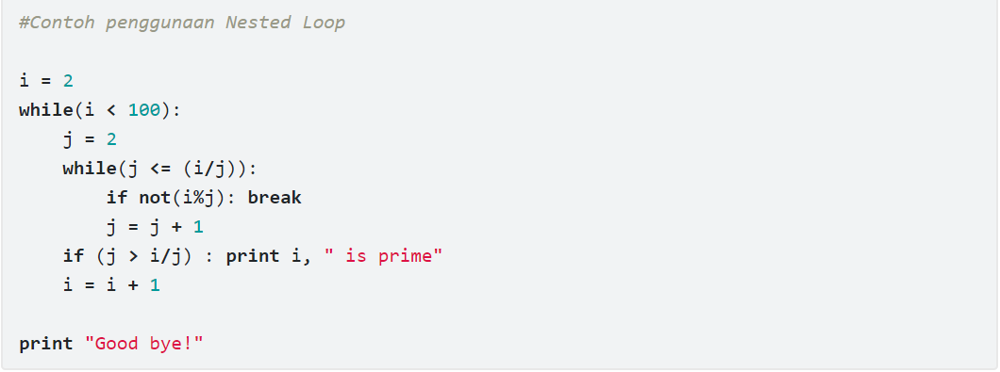 #Contoh penggunaan Nested Loop
i = 2
while(i < 100):
    j = 2
    while(j <= (i/j)):
        if not(i%j): break
        j = j + 1
    if (j > i/j) : print i, " is prime"
    i = i + 1
print "Good bye!"